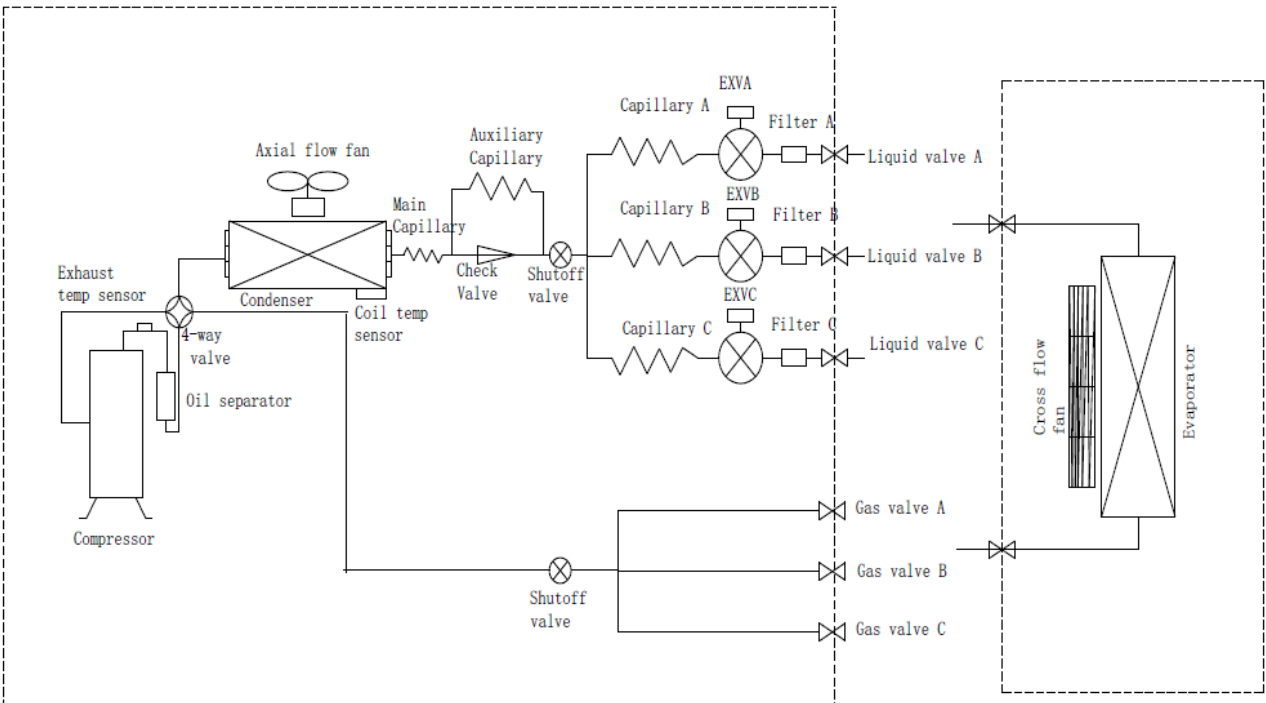 EXVA
Capillary A
Filter A
Liquid valve A
Auxiliary
Capillary
Axial flow fan
Main
Capillary
EXVB
Capillary B
Filter B
Liquid valve B
Check
Valve
Shutoff
valve
Exhaust
temp sensor
Condenser
Coil temp
sensor
4-way
valve
EXVC
Capillary C
Filter C
Liquid valve C
Oil separator
Compressor
Cross flow
fan
Evaporator
Gas valve A
Gas valve B
Shutoff
valve
Gas valve C